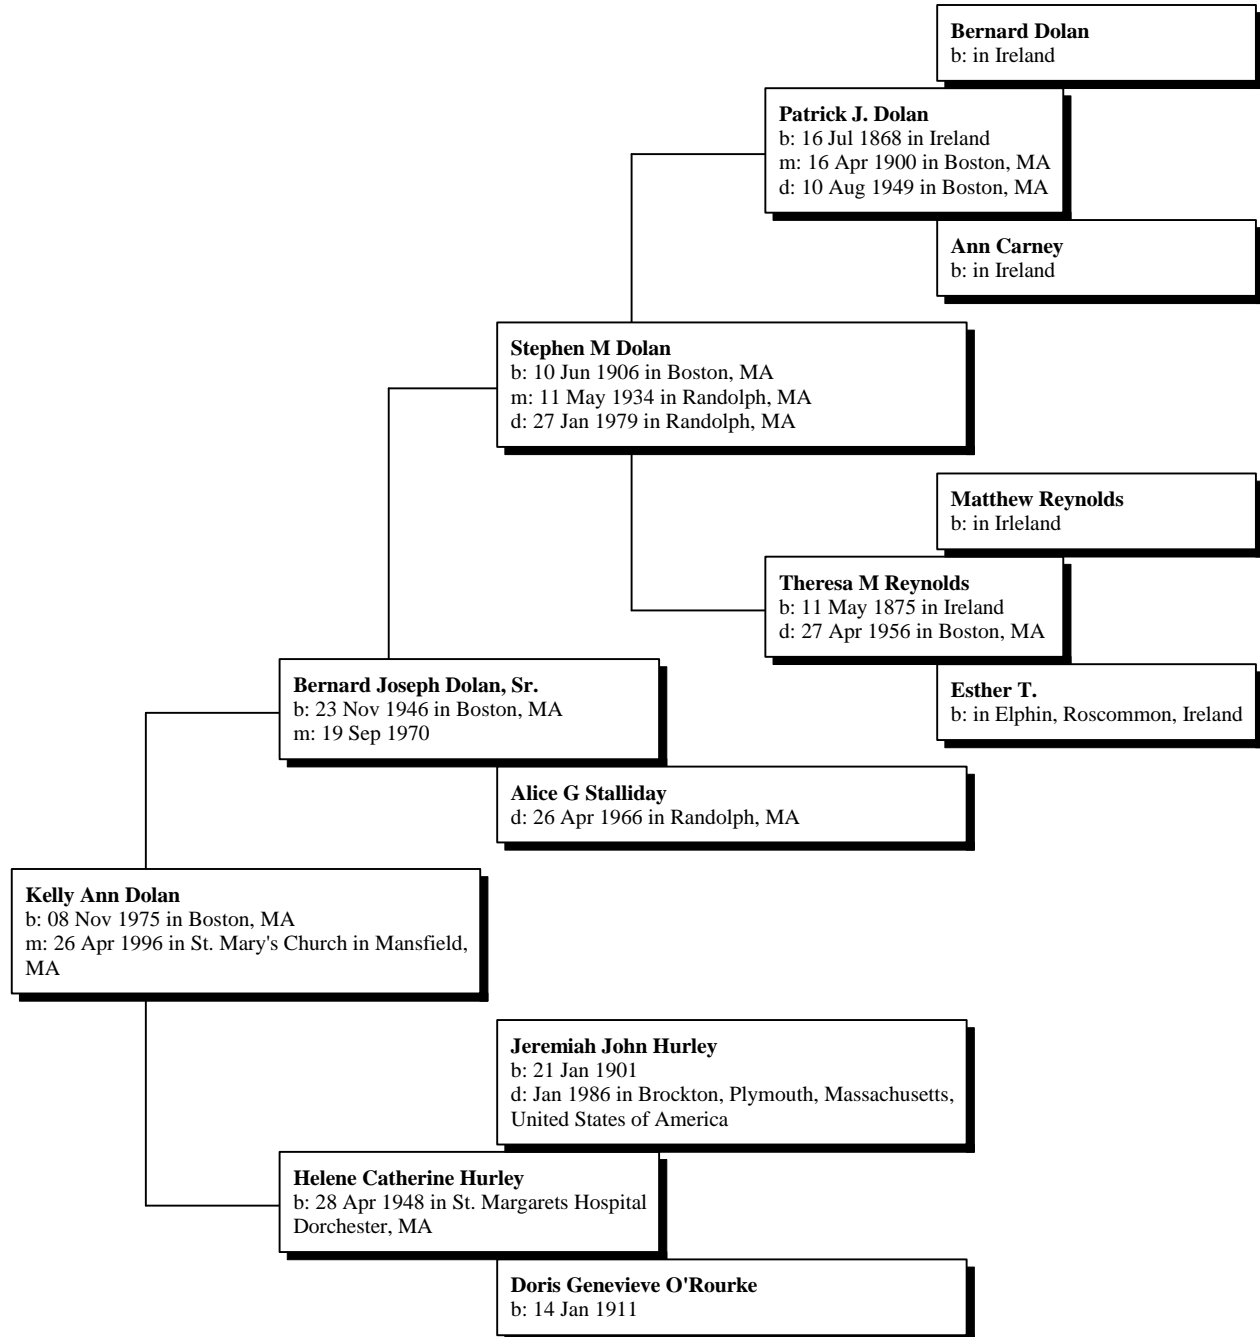 Bernard Dolan
b: in Ireland
Patrick J. Dolan
b: 16 Jul 1868 in Ireland
m: 16 Apr 1900 in Boston, MA
d: 10 Aug 1949 in Boston, MA
Ann Carney
b: in Ireland
Stephen M Dolan
b: 10 Jun 1906 in Boston, MA
m: 11 May 1934 in Randolph, MA
d: 27 Jan 1979 in Randolph, MA
Matthew Reynolds
b: in Irleland
Theresa M Reynolds
b: 11 May 1875 in Ireland
d: 27 Apr 1956 in Boston, MA
Esther T.
b: in Elphin, Roscommon, Ireland
Bernard Joseph Dolan, Sr.
b: 23 Nov 1946 in Boston, MA
m: 19 Sep 1970
Alice G Stalliday
d: 26 Apr 1966 in Randolph, MA
Kelly Ann Dolan
b: 08 Nov 1975 in Boston, MA
m: 26 Apr 1996 in St. Mary's Church in Mansfield,
MA
Jeremiah John Hurley
b: 21 Jan 1901
d: Jan 1986 in Brockton, Plymouth, Massachusetts,
United States of America
Helene Catherine Hurley
b: 28 Apr 1948 in St. Margarets Hospital
Dorchester, MA
Doris Genevieve O'Rourke
b: 14 Jan 1911